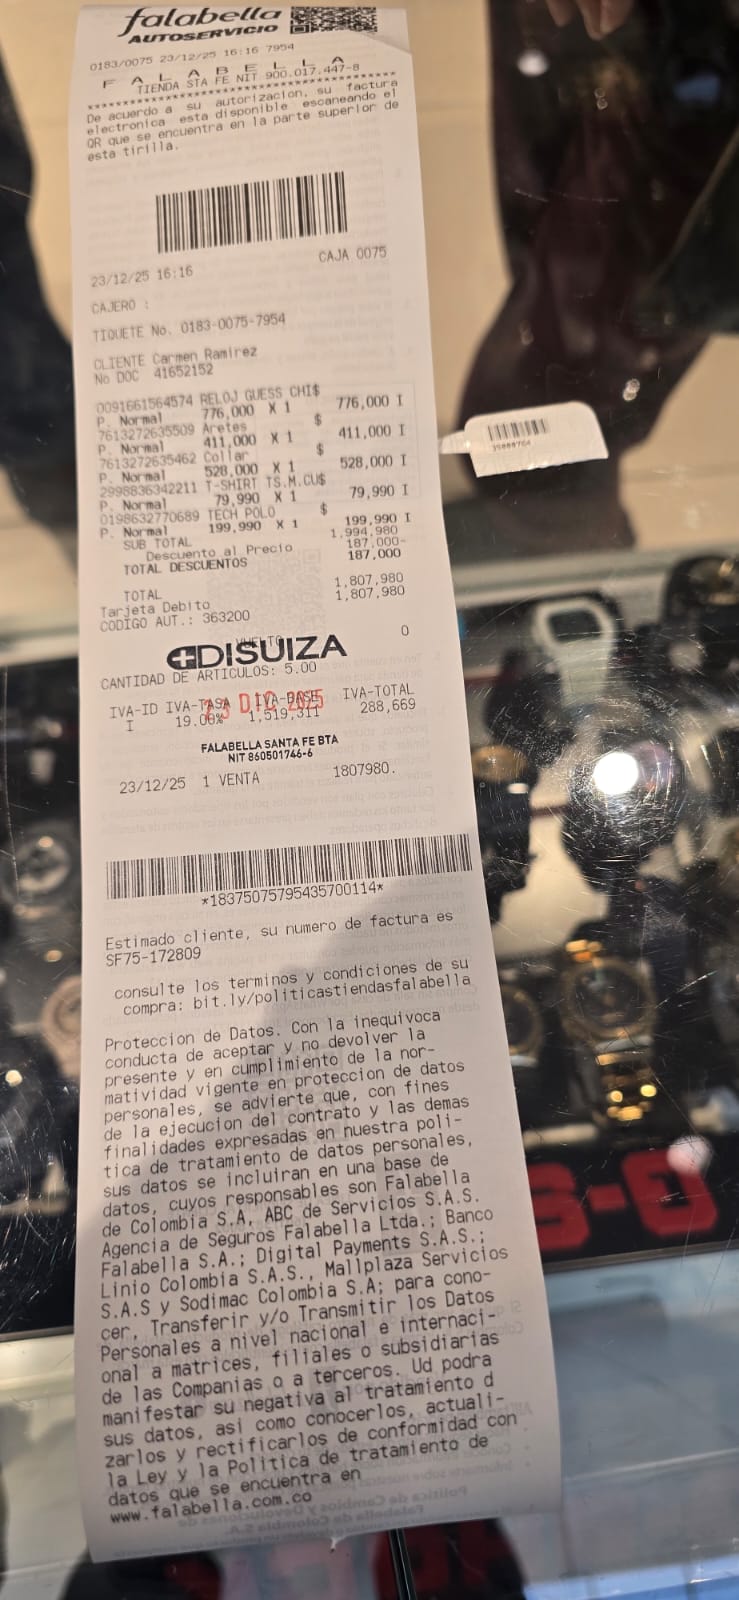 falabella
AUTOSERVICIO
0183/0075 23/12/25 16:16 7954
F A L A B E L L A
TIENDA STA FE NIT 900.017.447-8
****************************************
De acuerdo a su autorizacion, su factura
electronica esta disponible escaneando el
QR que se encuentra en la parte superior de
esta tirilla.
CAJA 0075
23/12/25 16:16
CAJERO :
TIQUETE No. 0183-0075-7954
CLIENTE Carmen Ramirez
No DOC 41652152
0091661564574 RELOJ GUESS CHI$
P. Normal 776,000 X 1 776,000 I
7613272635509 Aretes $
P. Normal 411,000 X 1 411,000 I
7613272635462 Collar $
P. Normal 528,000 X 1 528,000 I
2998836342211 T-SHIRT TS.M.CU$
P. Normal 79,990 X 1 79,990 I
0198632770689 TECH POLO $
P. Normal 199,990 X 1 199,990 I
SUB TOTAL 1,994,980
Descuento al Precio 187,000-
TOTAL DESCUENTOS 187,000
TOTAL 1,807,980
Tarjeta Debito 1,807,980
CODIGO AUT.: 363200
VUELTO 0
DISUIZA
CANTIDAD DE ARTICULOS: 5.00
IVA-ID IVA-TASA IVA-BASE IVA-TOTAL
I 19.00% 1,519,311 288,669
23 DIC 2025
FALABELLA SANTA FE BTA
NIT 860501746-6
23/12/25 1 VENTA 1807980.
*18375075795435700114*
Estimado cliente, su numero de factura es
SF75-172809
consulte los terminos y condiciones de su
compra: bit.ly/politicastiendasfalabella
Proteccion de Datos. Con la inequivoca
conducta de aceptar y no devolver la
presente y en cumplimiento de la nor-
matividad vigente en proteccion de datos
personales, se advierte que, con fines
de la ejecucion del contrato y las demas
finalidades expresadas en nuestra poli-
tica de tratamiento de datos personales,
sus datos se incluiran en una base de
datos, cuyos responsables son Falabella
de Colombia S.A, ABC de Servicios S.A.S.
Agencia de Seguros Falabella Ltda.; Banco
Falabella S.A.; Digital Payments S.A.S.;
Linio Colombia S.A.S., Mallplaza Servicios
S.A.S y Sodimac Colombia S.A; para cono-
cer, Transferir y/o Transmitir los Datos
Personales a nivel nacional e internaci-
onal a matrices, filiales o subsidiarias
de las Companias o a terceros. Ud podra
manifestar su negativa al tratamiento d
sus datos, asi como conocerlos, actuali-
zarlos y rectificarlos de conformidad con
la Ley y la Politica de tratamiento de
datos que se encuentra en
www.falabella.com.co